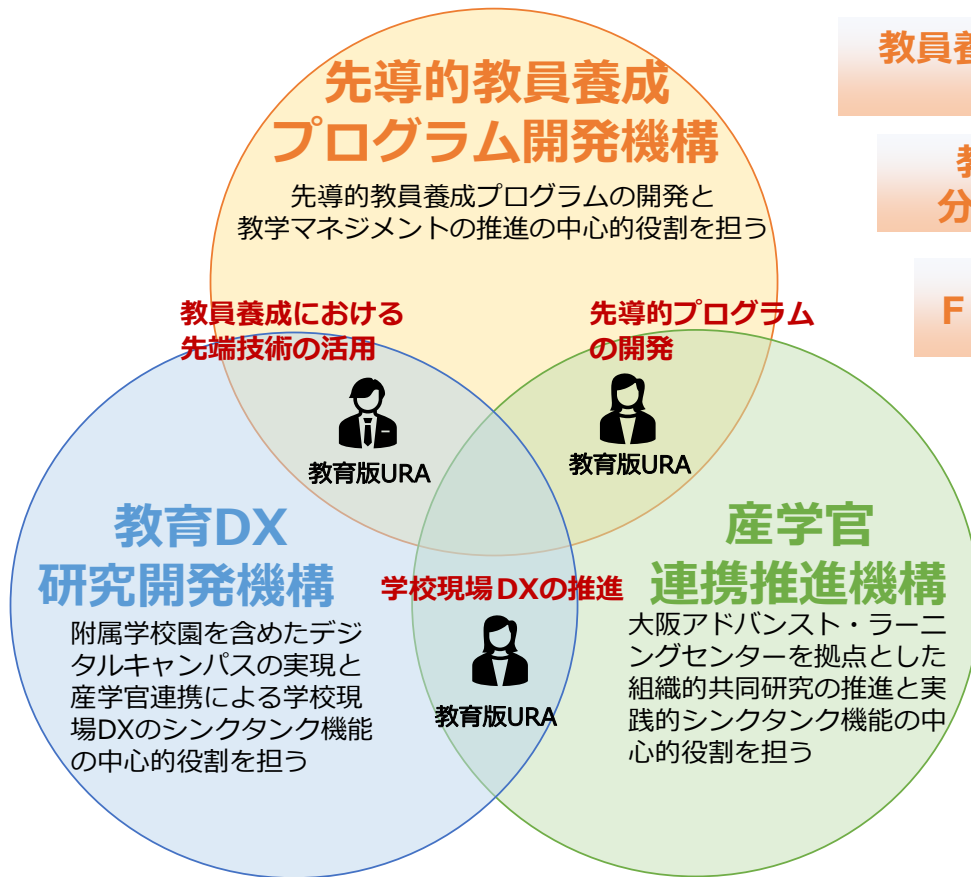 先導的教員養成
プログラム開発機構
先導的教員養成プログラムの開発と
教学マネジメントの推進の中心的役割を担う
教員養成における
先端技術の活用
教育版URA
先導的プログラム
の開発
教育版URA
教育DX
研究開発機構
附属学校園を含めたデジ
タルキャンパスの実現と
産学官連携による学校現
場DXのシンクタンク機能
の中心的役割を担う
学校現場DXの推進
教育版URA
産学官
連携推進機構
大阪アドバンスト・ラーニ
ングセンターを拠点とした
組織的共同研究の推進と実
践的シンクタンク機能の中
心的役割を担う
教員養
分
F